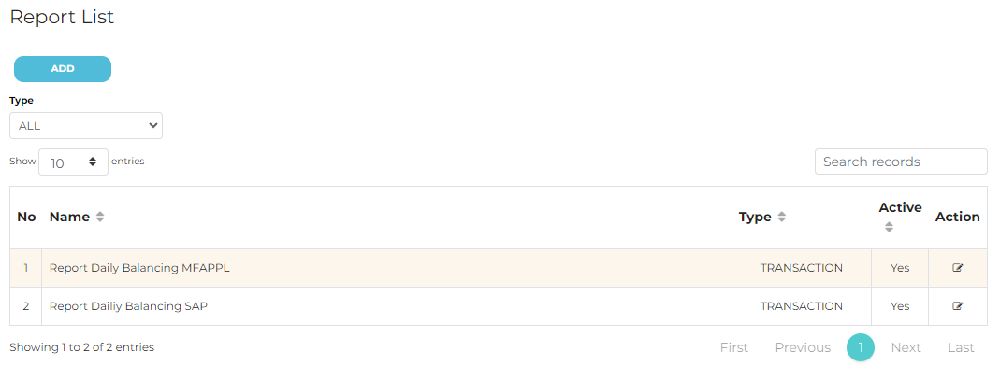 Report List
ADD
Type
ALL
Show 10 entries
Search records
No Name Type Active Action
1 Report Daily Balancing MFAPPL TRANSACTION Yes
2 Report Dailiy Balancing SAP TRANSACTION Yes
Showing 1 to 2 of 2 entries
First Previous 1 Next Last